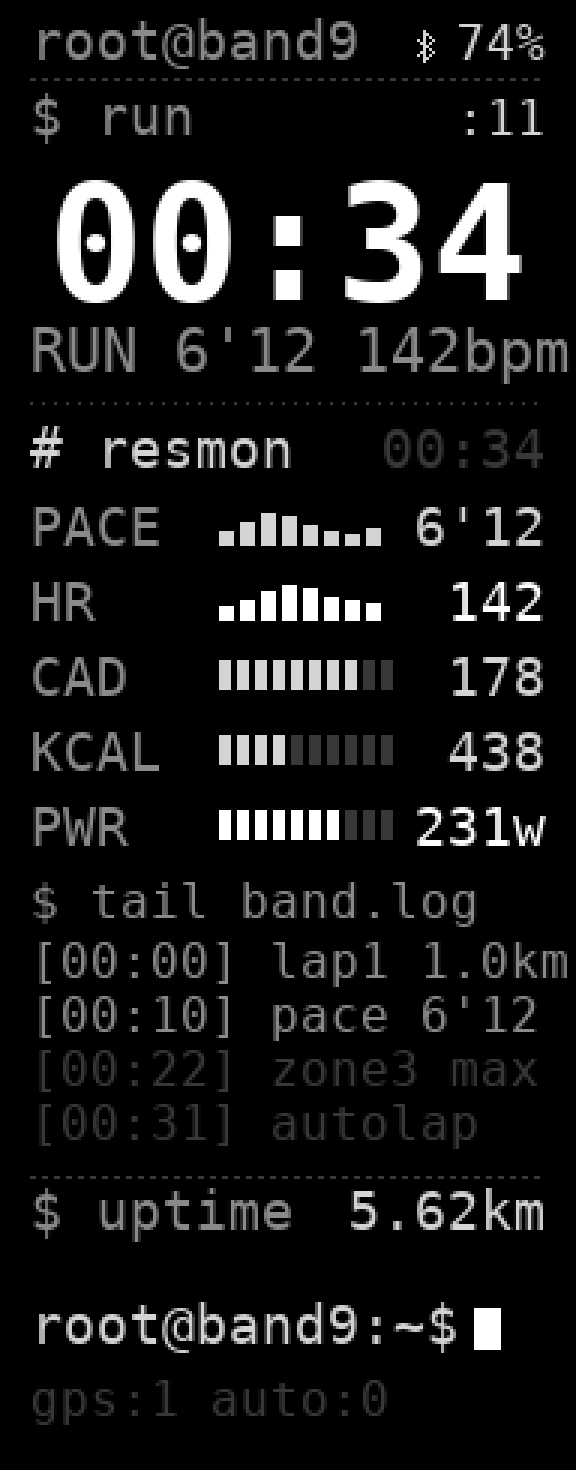 root@band9 74%
$ run :11
00:34
RUN 6'12 142bpm
# resmon 00:34
PACE 6'12
HR 142
CAD 178
KCAL 438
PWR 231w
$ tail band.log
[00:00] lap1 1.0km
[00:10] pace 6'12
[00:22] zone3 max
[00:31] autolap
$ uptime 5.62km
root@band9:~$
gps:1 auto:0